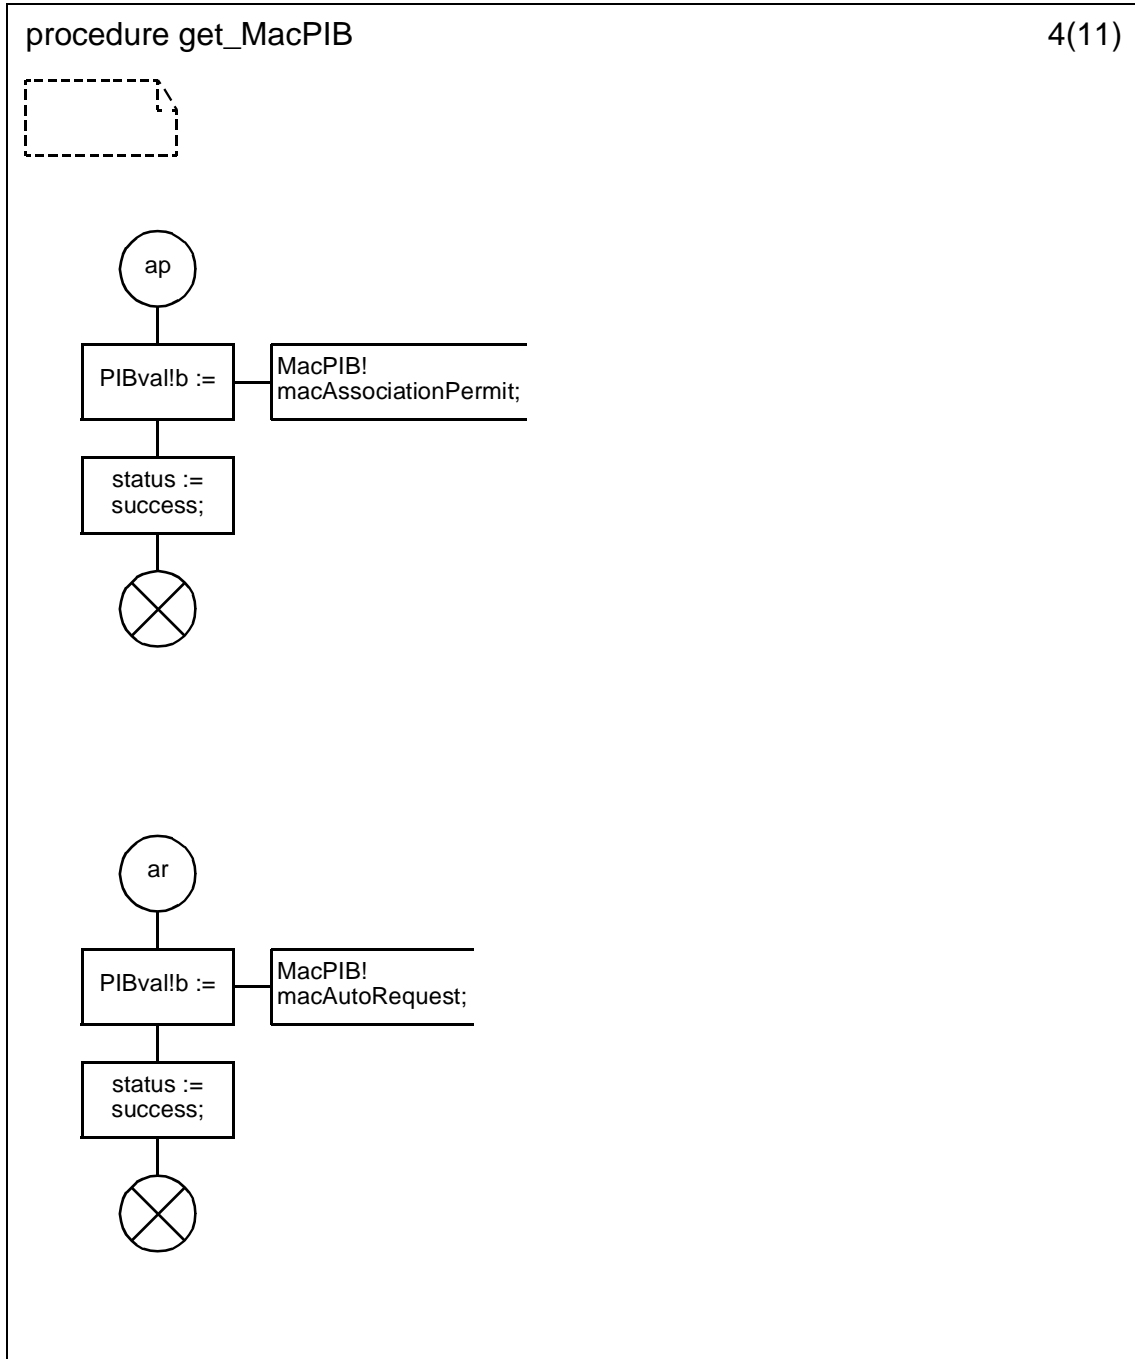 procedure get_MacPIB
4(11)
ap
PIBval!b :=
MacPIB!
macAssociationPermit;
status :=
success;
ar
PIBval!b :=
MacPIB!
macAutoRequest;
status :=
success;